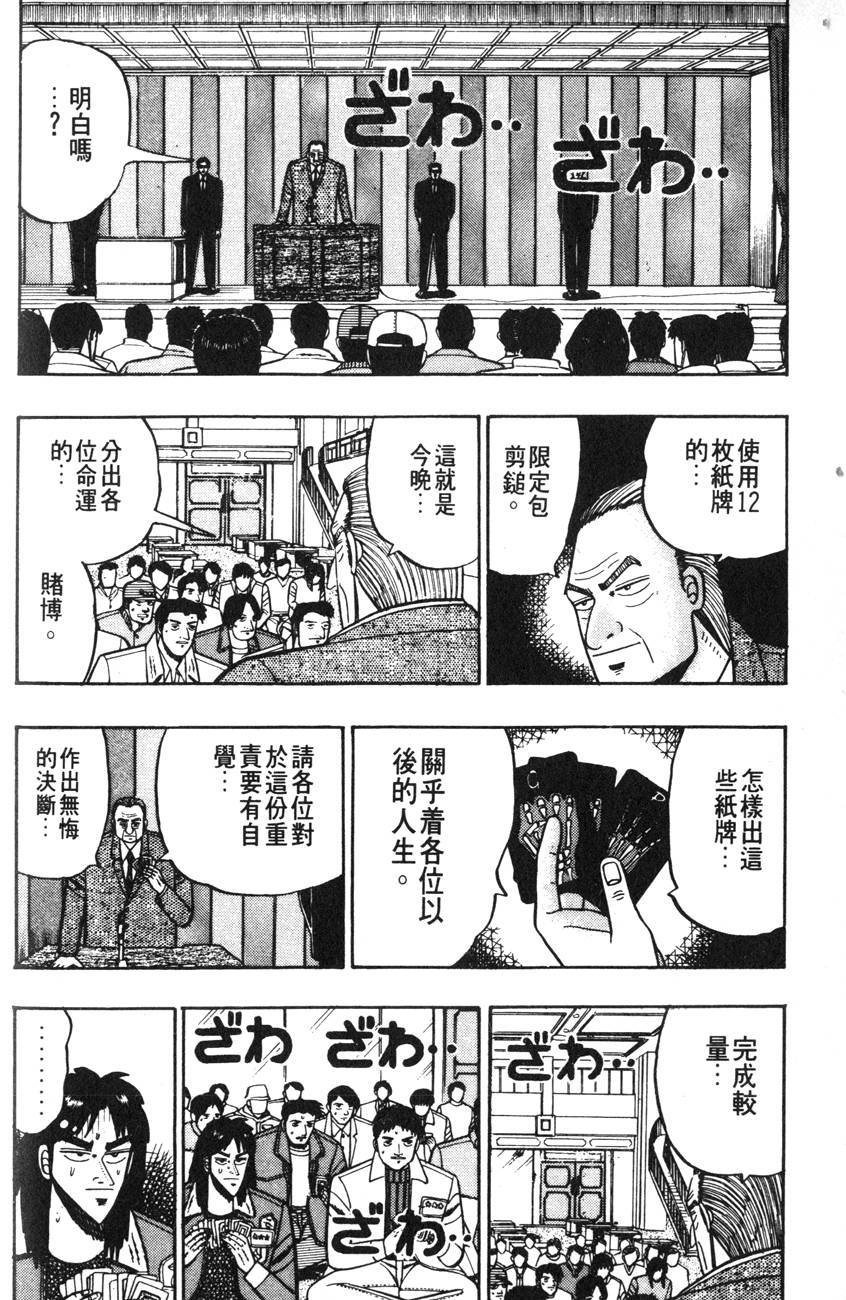 明白嗎
…？
ざわ‥
ざわ‥
使用12
枚紙牌
的…
限定包
剪鎚。
這就是
今晚…
分出各
位命運
的…
賭博。
怎樣出這
些紙牌…
關乎着各位以
後的人生。
請各位對
於這份重
責要有自
覺…
作出無悔
的決斷…
完成較
量…
ざわ‥
ざわ
ざわ‥
ざわ‥
………